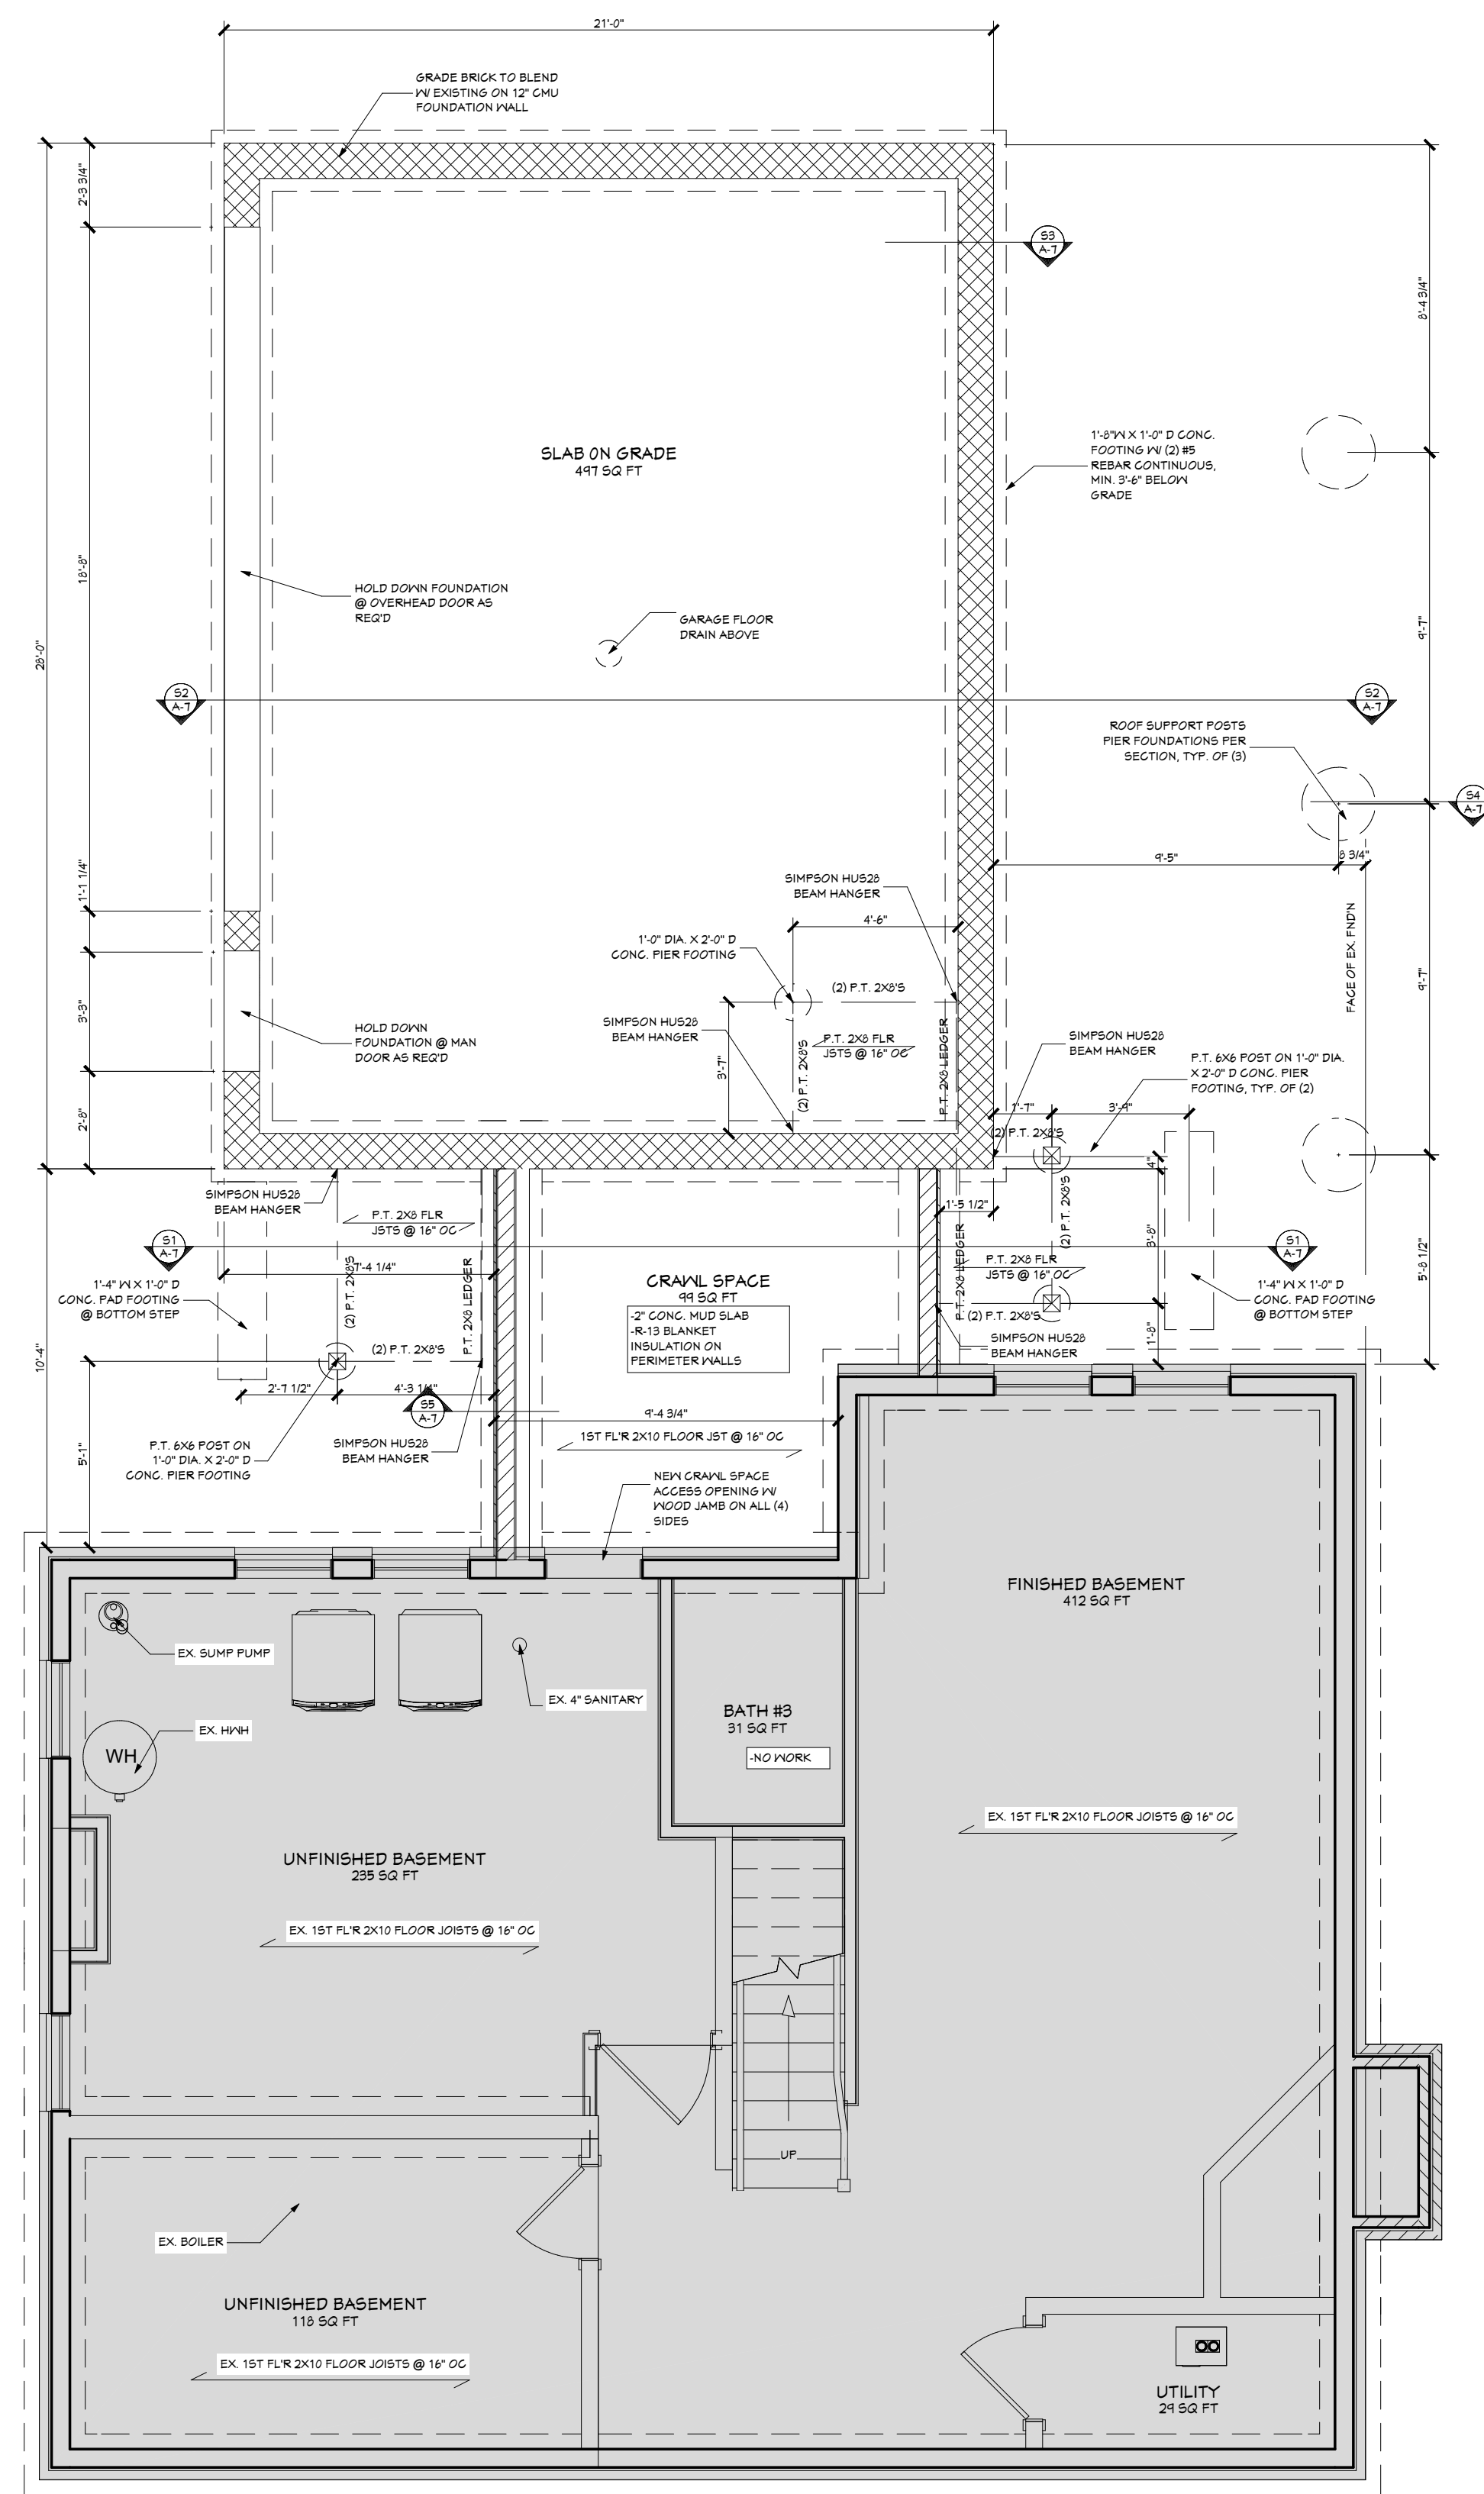 21'-0"
GRADE BRICK TO BLEND
W/ EXISTING ON 12" CMU
FOUNDATION WALL
2'-3 3/4"
8'-4 3/4"
S3
A-7
1'-8"W X 1'-0" D CONC.
FOOTING W/ (2) #5
REBAR CONTINUOUS,
MIN. 3'-6" BELOW
GRADE
SLAB ON GRADE
497 SQ FT
18'-8"
HOLD DOWN FOUNDATION
@ OVERHEAD DOOR AS
REQ'D
GARAGE FLOOR
DRAIN ABOVE
9'-7"
28'-0"
S2
A-7
S2
A-7
ROOF SUPPORT POSTS
PIER FOUNDATIONS PER
SECTION, TYP. OF (3)
S4
A-7
9'-5"
8 3/4"
1'-1 1/4"
SIMPSON HUS28
BEAM HANGER
4'-6"
1'-0" DIA. X 2'-0" D
CONC. PIER FOOTING
FACE OF EX. FND'N
9'-7"
3'-3"
(2) P.T. 2X8'S
HOLD DOWN
FOUNDATION @ MAN
DOOR AS REQ'D
SIMPSON HUS28
BEAM HANGER
P.T. 2X8 FLR
JSTS @ 16" OC
3'-7"
(2) P.T. 2X8'S
P.T. 2X8 LEDGER
SIMPSON HUS28
BEAM HANGER
P.T. 6X6 POST ON 1'-0" DIA.
X 2'-0" D CONC. PIER
FOOTING, TYP. OF (2)
2'-8"
1'-7"
3'-9"
(2) P.T. 2X8'S
4"
SIMPSON HUS28
BEAM HANGER
P.T. 2X8 FLR
JSTS @ 16" OC
1'-5 1/2"
(2) P.T. 2X8'S
3'-8"
S1
A-7
S1
A-7
5'-8 1/2"
7'-4 1/4"
(2) P.T. 2X8'S
P.T. 2X8 LEDGER
CRAWL SPACE
99 SQ FT
-2" CONC. MUD SLAB
-R-13 BLANKET
INSULATION ON
PERIMETER WALLS
P.T. 2X8 LEDGER
P.T. 2X8 FLR
JSTS @ 16" OC
1'-4" W X 1'-0" D
CONC. PAD FOOTING
@ BOTTOM STEP
1'-4" W X 1'-0" D
CONC. PAD FOOTING
@ BOTTOM STEP
(2) P.T. 2X8'S
1'-8"
SIMPSON HUS28
BEAM HANGER
10'-4"
(2) P.T. 2X8'S
2'-7 1/2"
4'-3 1/4"
S5
A-7
9'-4 3/4"
1ST FL'R 2X10 FLOOR JST @ 16" OC
5'-1"
P.T. 6X6 POST ON
1'-0" DIA. X 2'-0" D
CONC. PIER FOOTING
SIMPSON HUS28
BEAM HANGER
NEW CRAWL SPACE
ACCESS OPENING W/
WOOD JAMB ON ALL (4)
SIDES
FINISHED BASEMENT
412 SQ FT
EX. SUMP PUMP
EX. 4" SANITARY
BATH #3
31 SQ FT
-NO WORK
EX. HWH
WH
EX. 1ST FL'R 2X10 FLOOR JOISTS @ 16" OC
UNFINISHED BASEMENT
235 SQ FT
EX. 1ST FL'R 2X10 FLOOR JOISTS @ 16" OC
UP
EX. BOILER
UNFINISHED BASEMENT
118 SQ FT
EX. 1ST FL'R 2X10 FLOOR JOISTS @ 16" OC
UTILITY
29 SQ FT